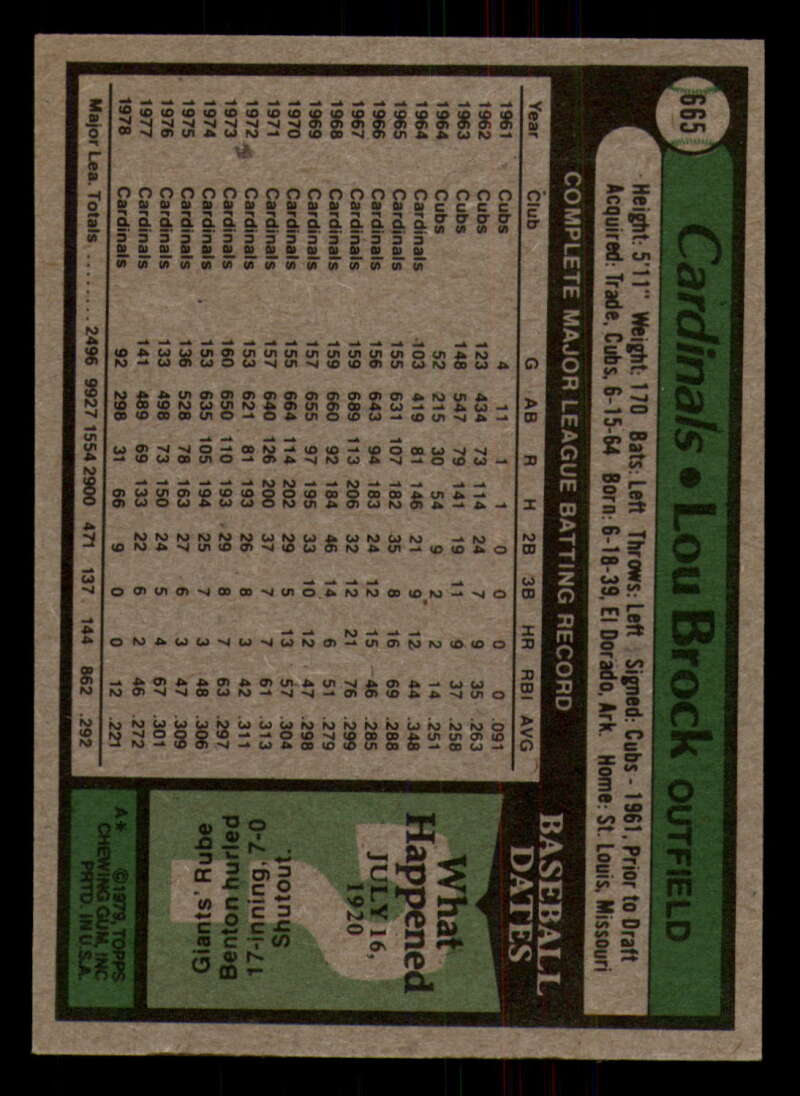 665
Cardinals • Lou Brock OUTFIELD
Height: 5'11" Weight: 170 Bats: Left Throws: Left Signed: Cubs - 1961, Prior to Draft
Acquired: Trade, Cubs, 6-15-64 Born: 6-18-39, El Dorado, Ark. Home: St. Louis, Missouri
COMPLETE MAJOR LEAGUE BATTING RECORD
Year Club G AB R H 2B 3B HR RBI AVG
1961 Cubs 4 11 1 1 0 0 0 0 .091
1962 Cubs 123 434 73 114 24 7 9 35 .263
1963 Cubs 148 547 79 141 19 11 9 37 .258
1964 Cubs 52 215 30 54 9 2 2 14 .251
1964 Cardinals 103 419 81 146 21 9 12 44 .348
1965 Cardinals 155 631 107 182 35 8 16 69 .288
1966 Cardinals 156 643 94 183 24 12 15 46 .285
1967 Cardinals 159 689 113 206 32 12 21 76 .299
1968 Cardinals 159 660 92 184 46 14 6 51 .279
1969 Cardinals 157 655 97 195 33 10 12 47 .298
1970 Cardinals 155 664 114 202 29 5 13 57 .304
1971 Cardinals 157 640 126 200 37 7 7 61 .313
1972 Cardinals 153 621 81 193 26 8 3 42 .311
1973 Cardinals 160 650 110 193 29 8 7 63 .297
1974 Cardinals 153 635 105 194 25 7 3 48 .306
1975 Cardinals 136 528 78 163 27 6 3 47 .309
1976 Cardinals 133 498 73 150 24 5 4 67 .301
1977 Cardinals 141 489 69 133 22 6 2 46 .272
1978 Cardinals 92 298 31 66 9 0 0 12 .221
Major Lea. Totals ........ 2496 9927 1554 2900 471 137 144 862 .292
BASEBALL
DATES
What
Happened
JULY 16,
1920
Giants' Rube
Benton hurled
17-inning, 7-0
Shutout.
A* ©1979, TOPPS
CHEWING GUM, INC
PRTD. IN U.S.A.